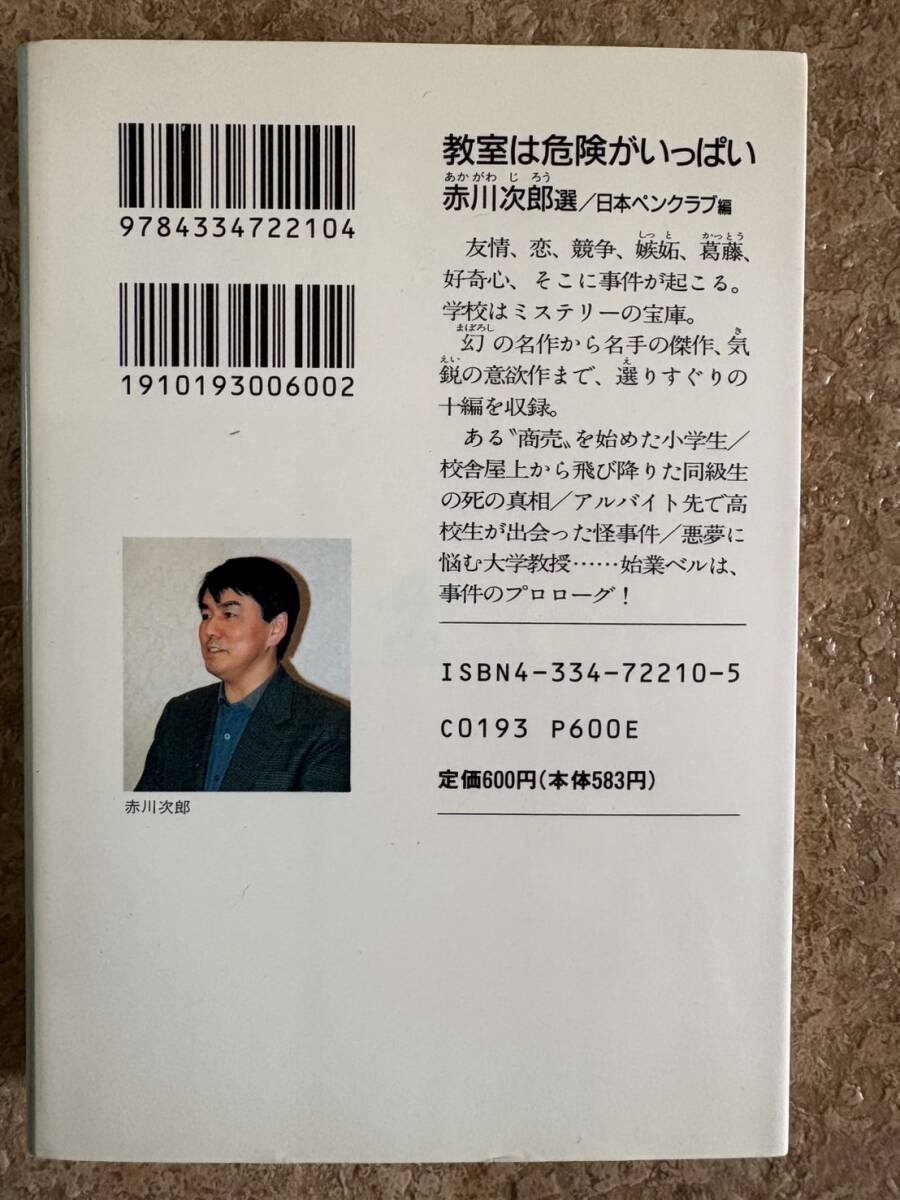 9784334722104
1910193006002
教室は危険がいっぱい
あかがわ じ ろう
赤川次郎選／日本ペンクラブ編
しっ と かっとう
友情、恋、競争、嫉妬、葛藤、
好奇心、そこに事件が起こる。
学校はミステリーの宝庫。
まぼろし き
幻の名作から名手の傑作、気
えい え
鋭の意欲作まで、選りすぐりの
十編を収録。
ある〝商売〟を始めた小学生／
校舎屋上から飛び降りた同級生
の死の真相／アルバイト先で高
校生が出会った怪事件／悪夢に
悩む大学教授……始業ベルは、
事件のプロローグ！
ISBN4-334-72210-5
C0193 P600E
定価600円(本体583円)
赤川次郎